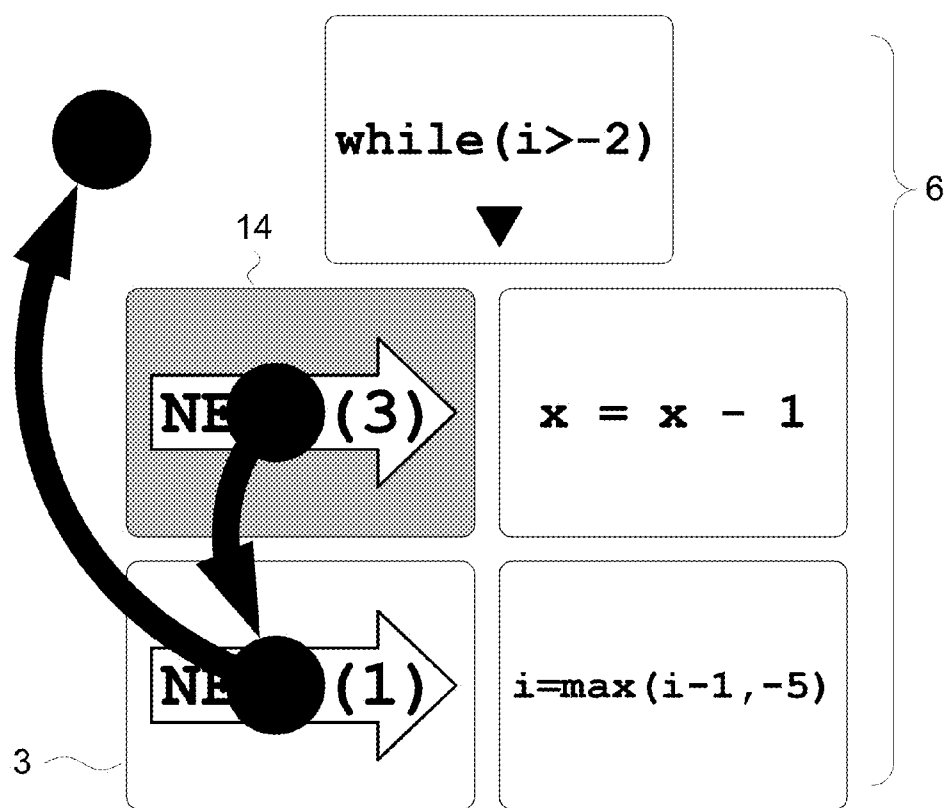 while(i>-2)
6
14
(3)
x = x - 1
(1)
i=max(i-1,-5)
3